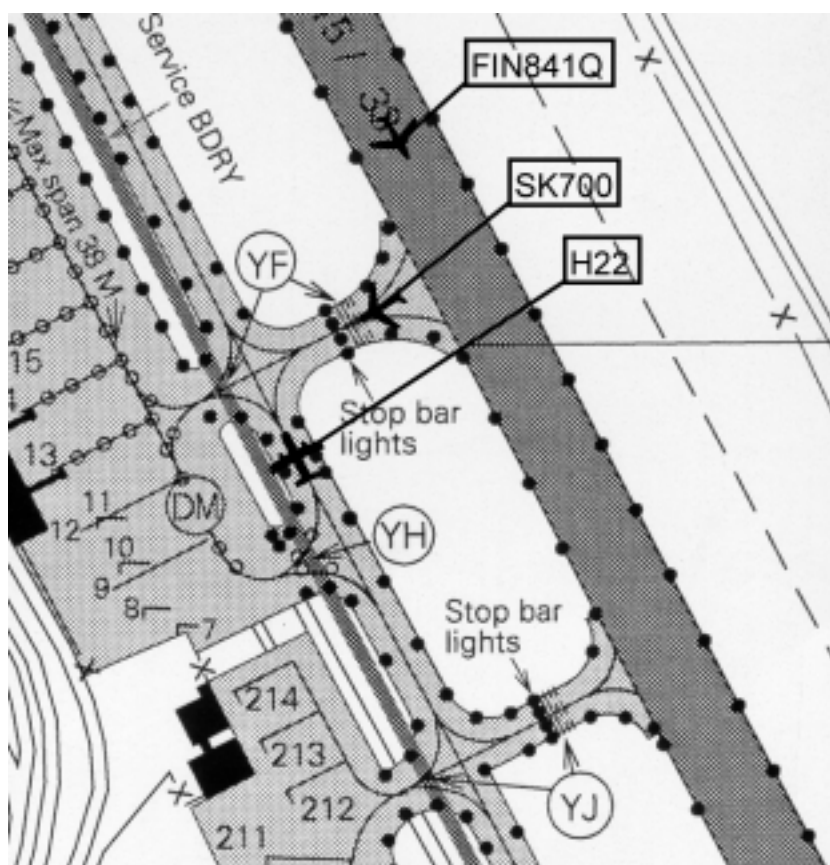 FIN841Q
SK700
H22
Service BDRY
Max span 38 M
YF
Stop bar
lights
15
13
12
11
DM
YH
10
9
8
7
Stop bar
lights
214
213
212
211
YJ